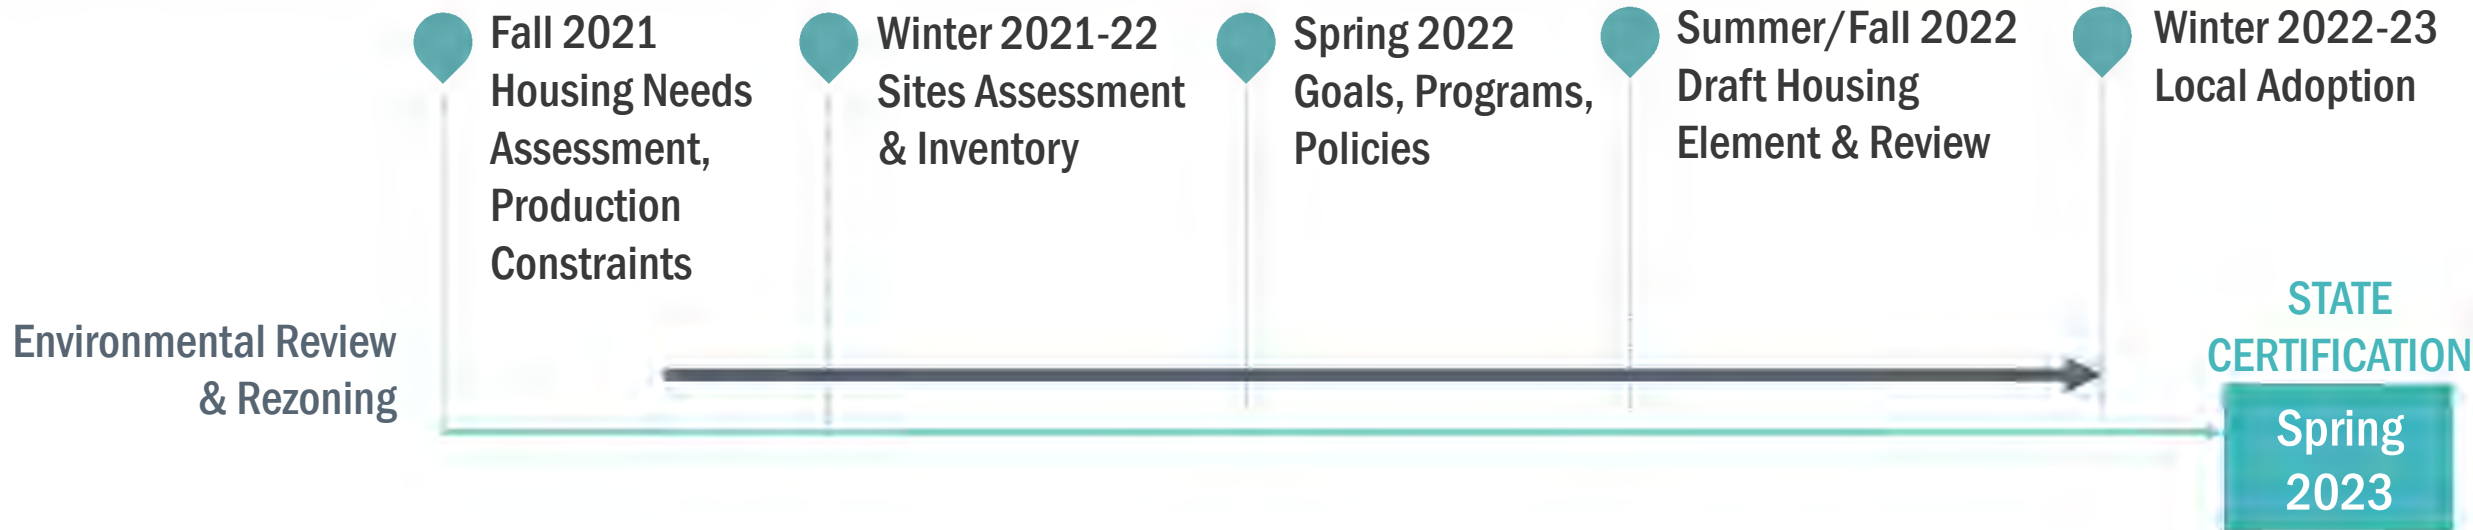 Fall 2021
Housing Needs
Assessment,
Production
Constraints
Winter 2021-22
Sites Assessment
& Inventory
Spring 2022
Goals, Programs,
Policies
Summer/Fall 2022
Draft Housing
Element & Review
Winter 2022-23
Local Adoption
Environmental Review
& Rezoning
STATE
CERTIFICATION
Spring
2023